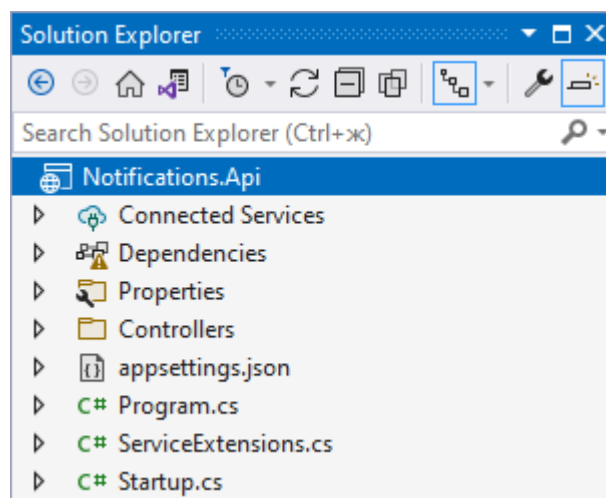 Solution Explorer
Search Solution Explorer (Ctrl+ж)
Notifications.Api
Connected Services
Dependencies
Properties
Controllers
appsettings.json
C# Program.cs
C# ServiceExtensions.cs
C# Startup.cs